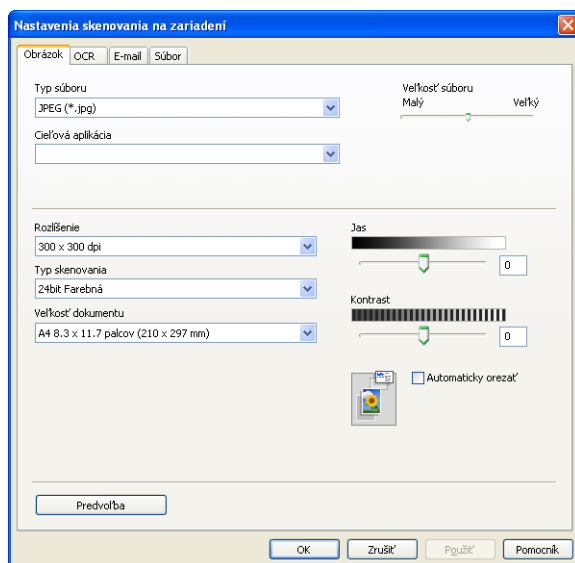 Nastavenia skenovania na zariadení
Obrázok OCR E-mail Súbor
Typ súboru
JPEG (*.jpg)
Veľkosť súboru
Malý Veľký
Cieľová aplikácia
Rozlíšenie
300 x 300 dpi
Typ skenovania
24bit Farebná
Veľkosť dokumentu
A4 8.3 x 11.7 palcov (210 x 297 mm)
Jas
0
Kontrast
0
Automaticky orezať
Predvoľba
OK Zrušiť Použiť Pomocník